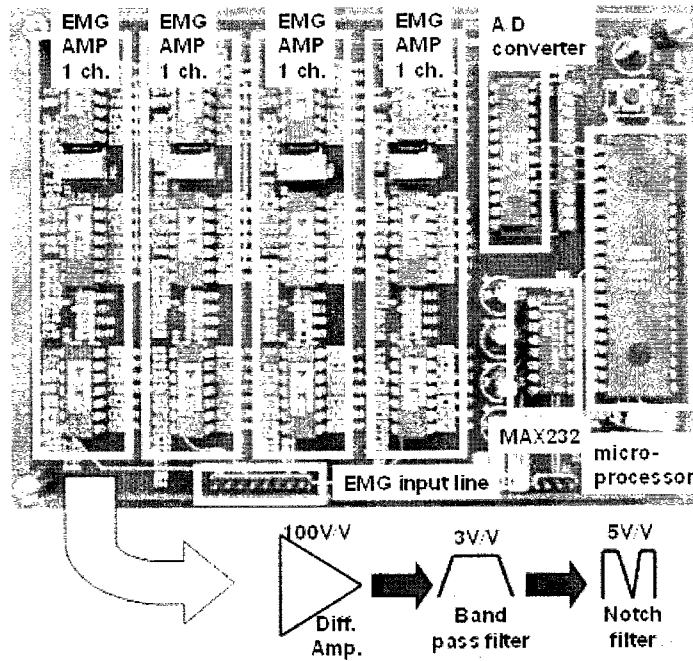 EMG
AMP
1 ch.
EMG
AMP
1 ch.
EMG
AMP
1 ch.
EMG
AMP
1 ch.
A/D
converter
MAX232
micro-
processor
EMG input line
100V/V
3V/V
5V/V
Diff.
Amp.
Band
pass filter
Notch
filter